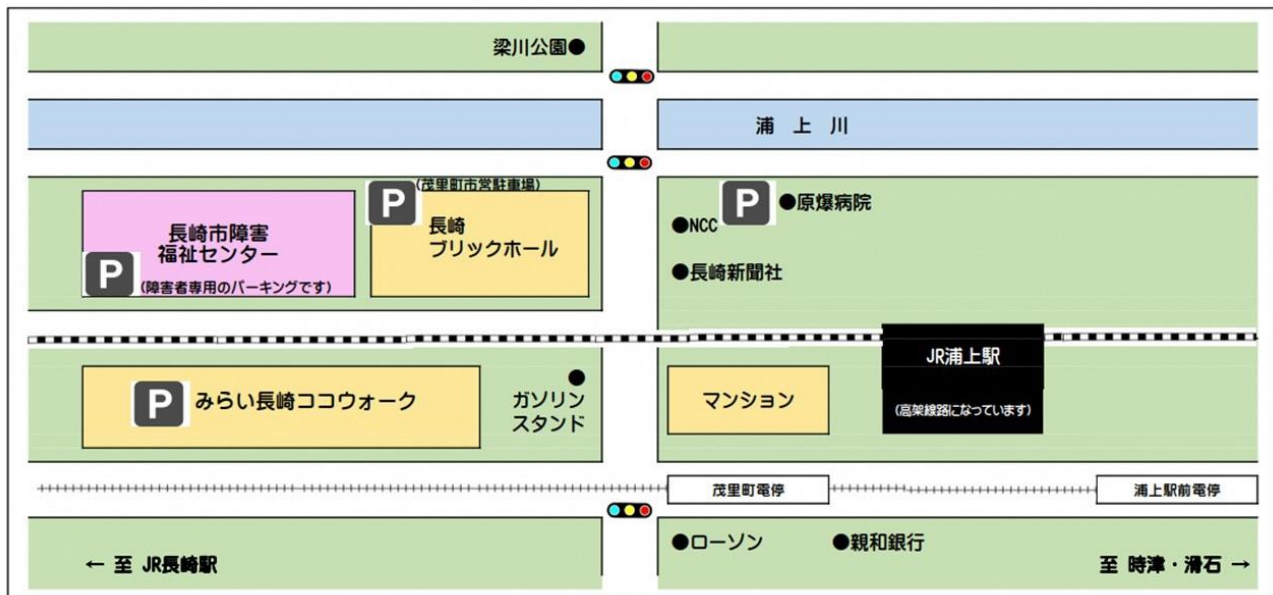 梁川公園●
浦上川
(茂里町市営駐車場)
P
長崎
ブリックホール
長崎市障害
福祉センター
P
(障害者専用のパーキングです)
P
●原爆病院
●NCC
●長崎新聞社
JR浦上駅
(高架線路になっています)
P みらい長崎ココウォーク
●
ガソリン
スタンド
マンション
茂里町電停
浦上駅前電停
●ローソン
●親和銀行
← 至 JR長崎駅
至 時津・滑石 →